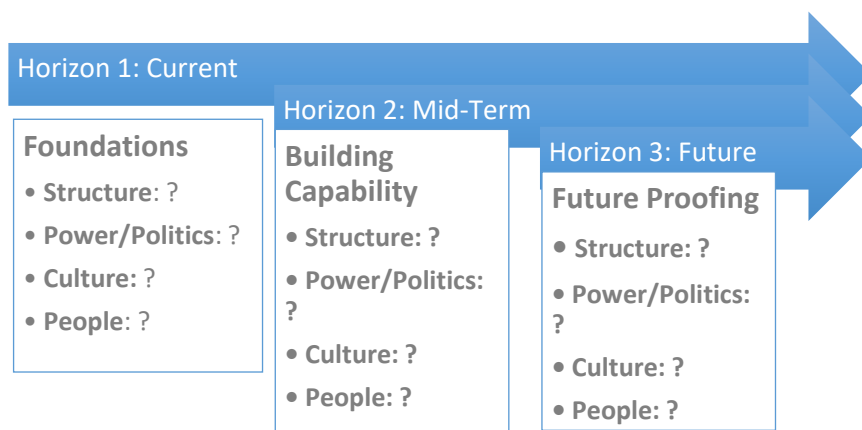 Horizon 1: Current
Foundations
• Structure: ?
• Power/Politics: ?
• Culture: ?
• People: ?
Horizon 2: Mid-Term
Building
Capability
• Structure: ?
• Power/Politics:
?
• Culture: ?
• People: ?
Horizon 3: Future
Future Proofing
• Structure: ?
• Power/Politics:
?
• Culture: ?
• People: ?